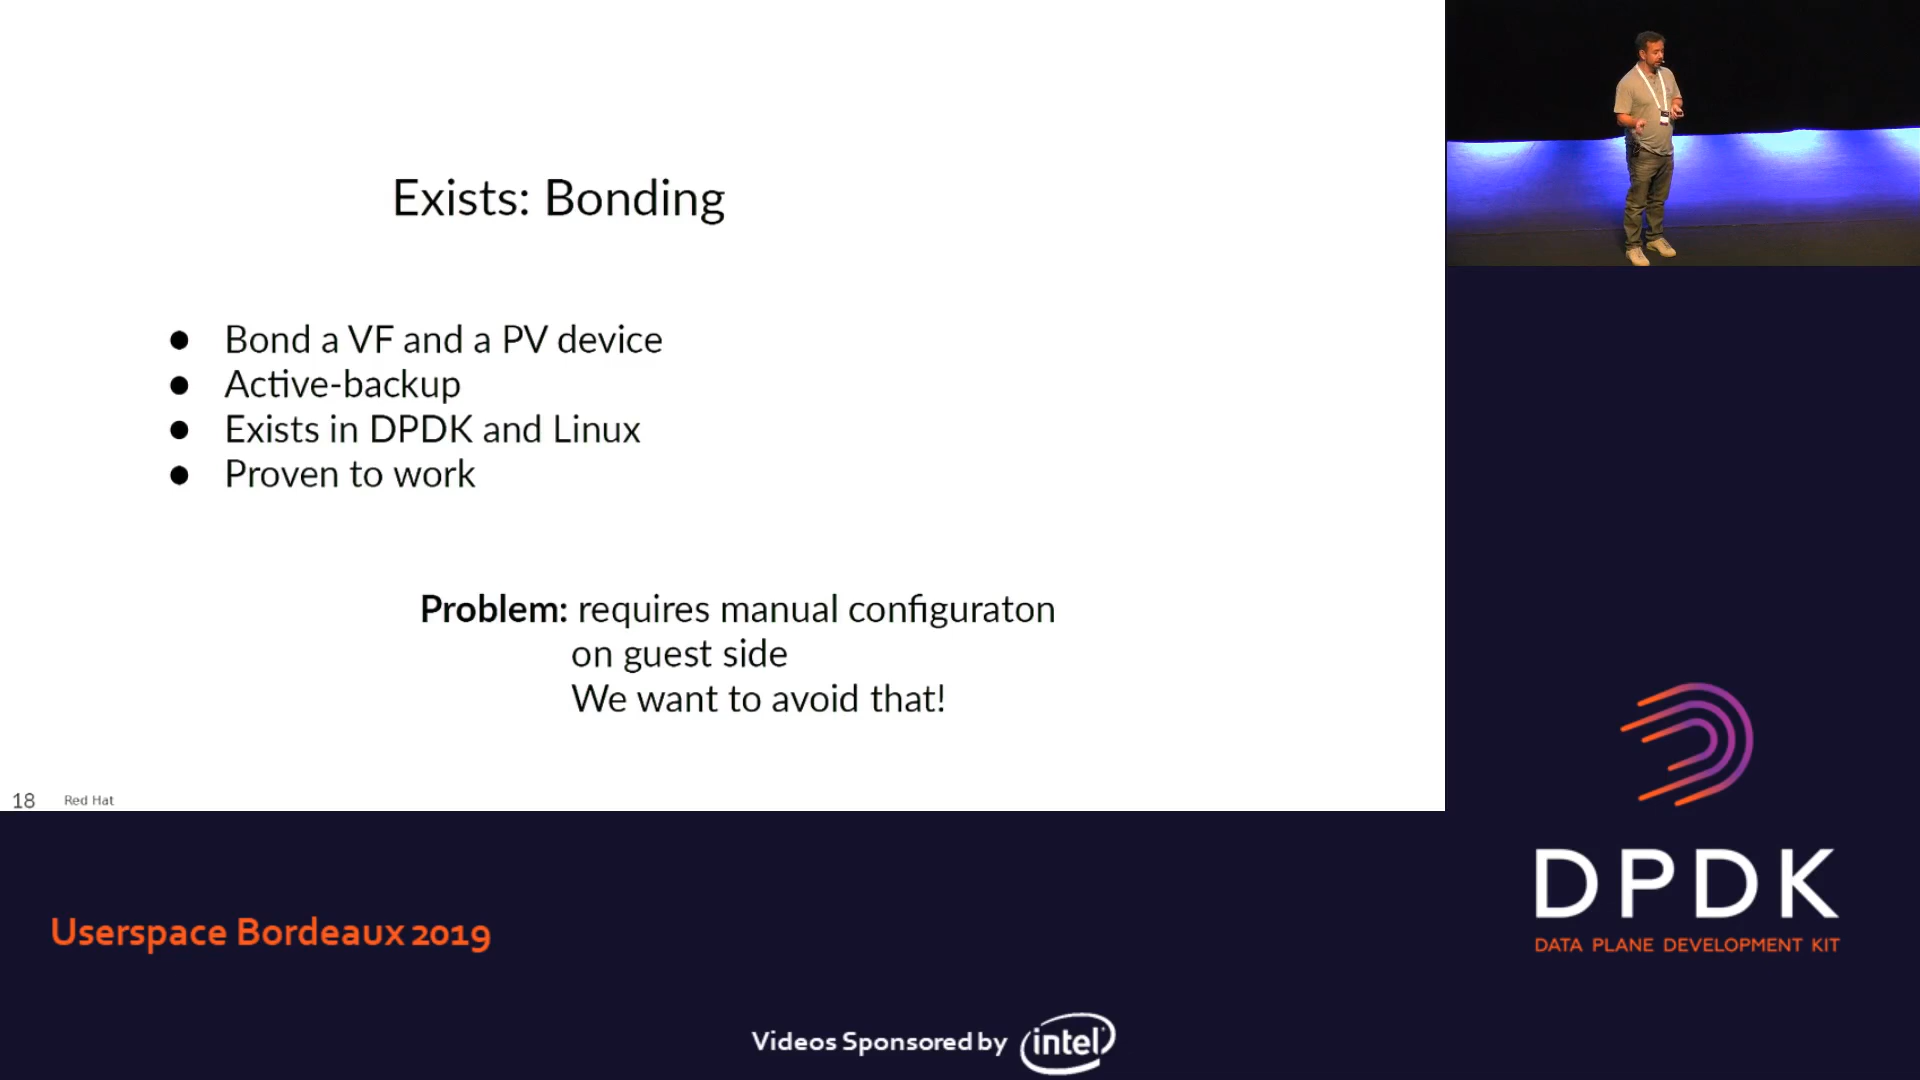 Exists: Bonding
● Bond a VF and a PV device
● Active-backup
● Exists in DPDK and Linux
● Proven to work
Problem: requires manual configuraton
on guest side
We want to avoid that!
18 Red Hat
Userspace Bordeaux 2019
DPDK
DATA PLANE DEVELOPMENT KIT
Videos Sponsored by intel